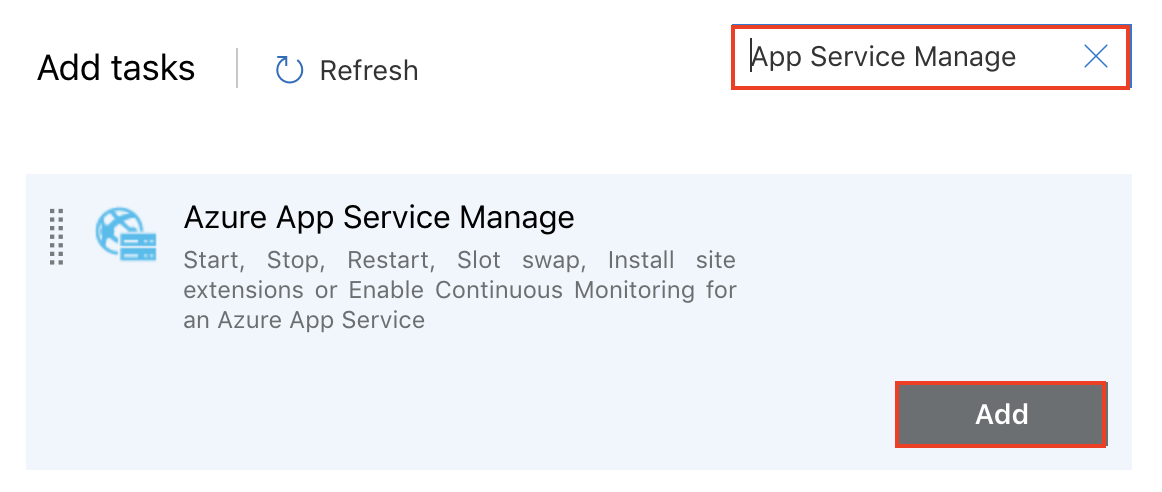 Add tasks
Refresh
App Service Manage
Azure App Service Manage
Start, Stop, Restart, Slot swap, Install site
extensions or Enable Continuous Monitoring for
an Azure App Service
Add